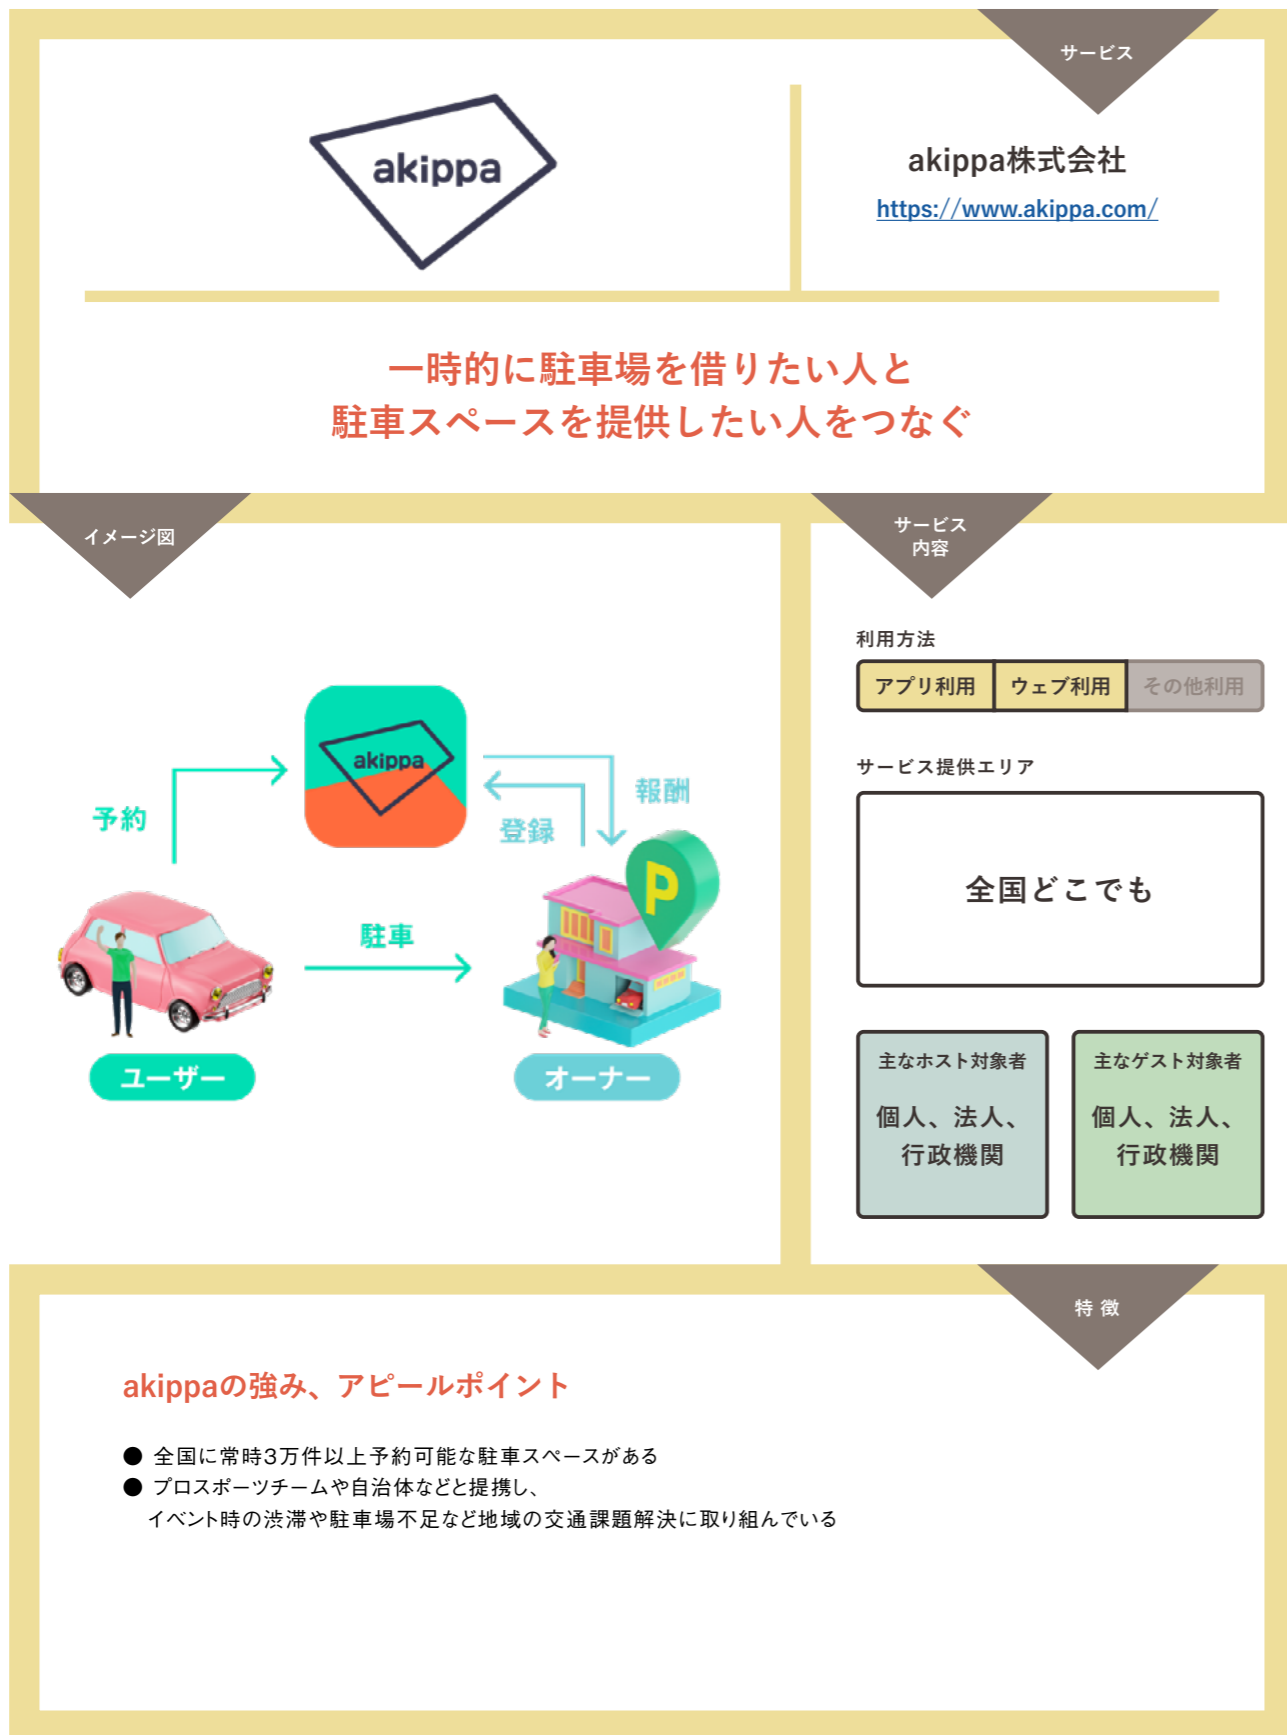 サービス
akippa
akippa株式会社
https://www.akippa.com/
一時的に駐車場を借りたい人と
駐車スペースを提供したい人をつなぐ
イメージ図
akippa
予約
報酬
登録
P
駐車
ユーザー
オーナー
サービス
内容
利用方法
アプリ利用 ウェブ利用 その他利用
サービス提供エリア
全国どこでも
主なホスト対象者
個人、法人、
行政機関
主なゲスト対象者
個人、法人、
行政機関
特 徴
akippaの強み、アピールポイント
● 全国に常時3万件以上予約可能な駐車スペースがある
● プロスポーツチームや自治体などと提携し、
イベント時の渋滞や駐車場不足など地域の交通課題解決に取り組んでいる